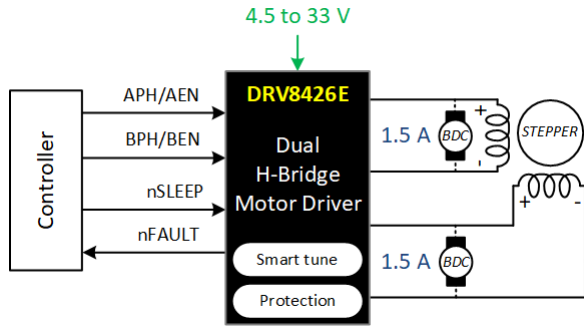 4.5 to 33 V
Controller
APH/AEN
BPH/BEN
nSLEEP
nFAULT
DRV8426E
Dual
H-Bridge
Motor Driver
Smart tune
Protection
1.5 A
BDC
+
-
STEPPER
+
-
1.5 A
BDC